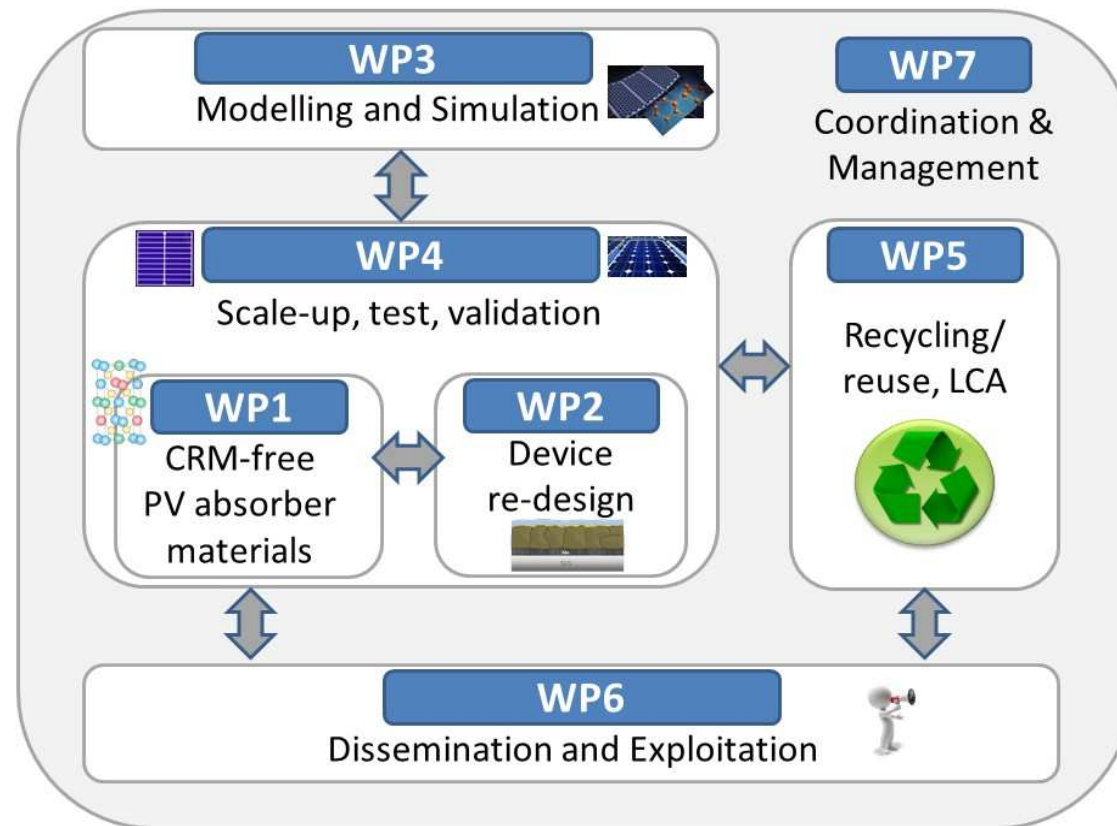 WP3
Modelling and Simulation
WP7
Coordination &
Management
WP4
Scale-up, test, validation
WP5
Recycling/
reuse, LCA
WP1
CRM-free
PV absorber
materials
WP2
Device
re-design
WP6
Dissemination and Exploitation